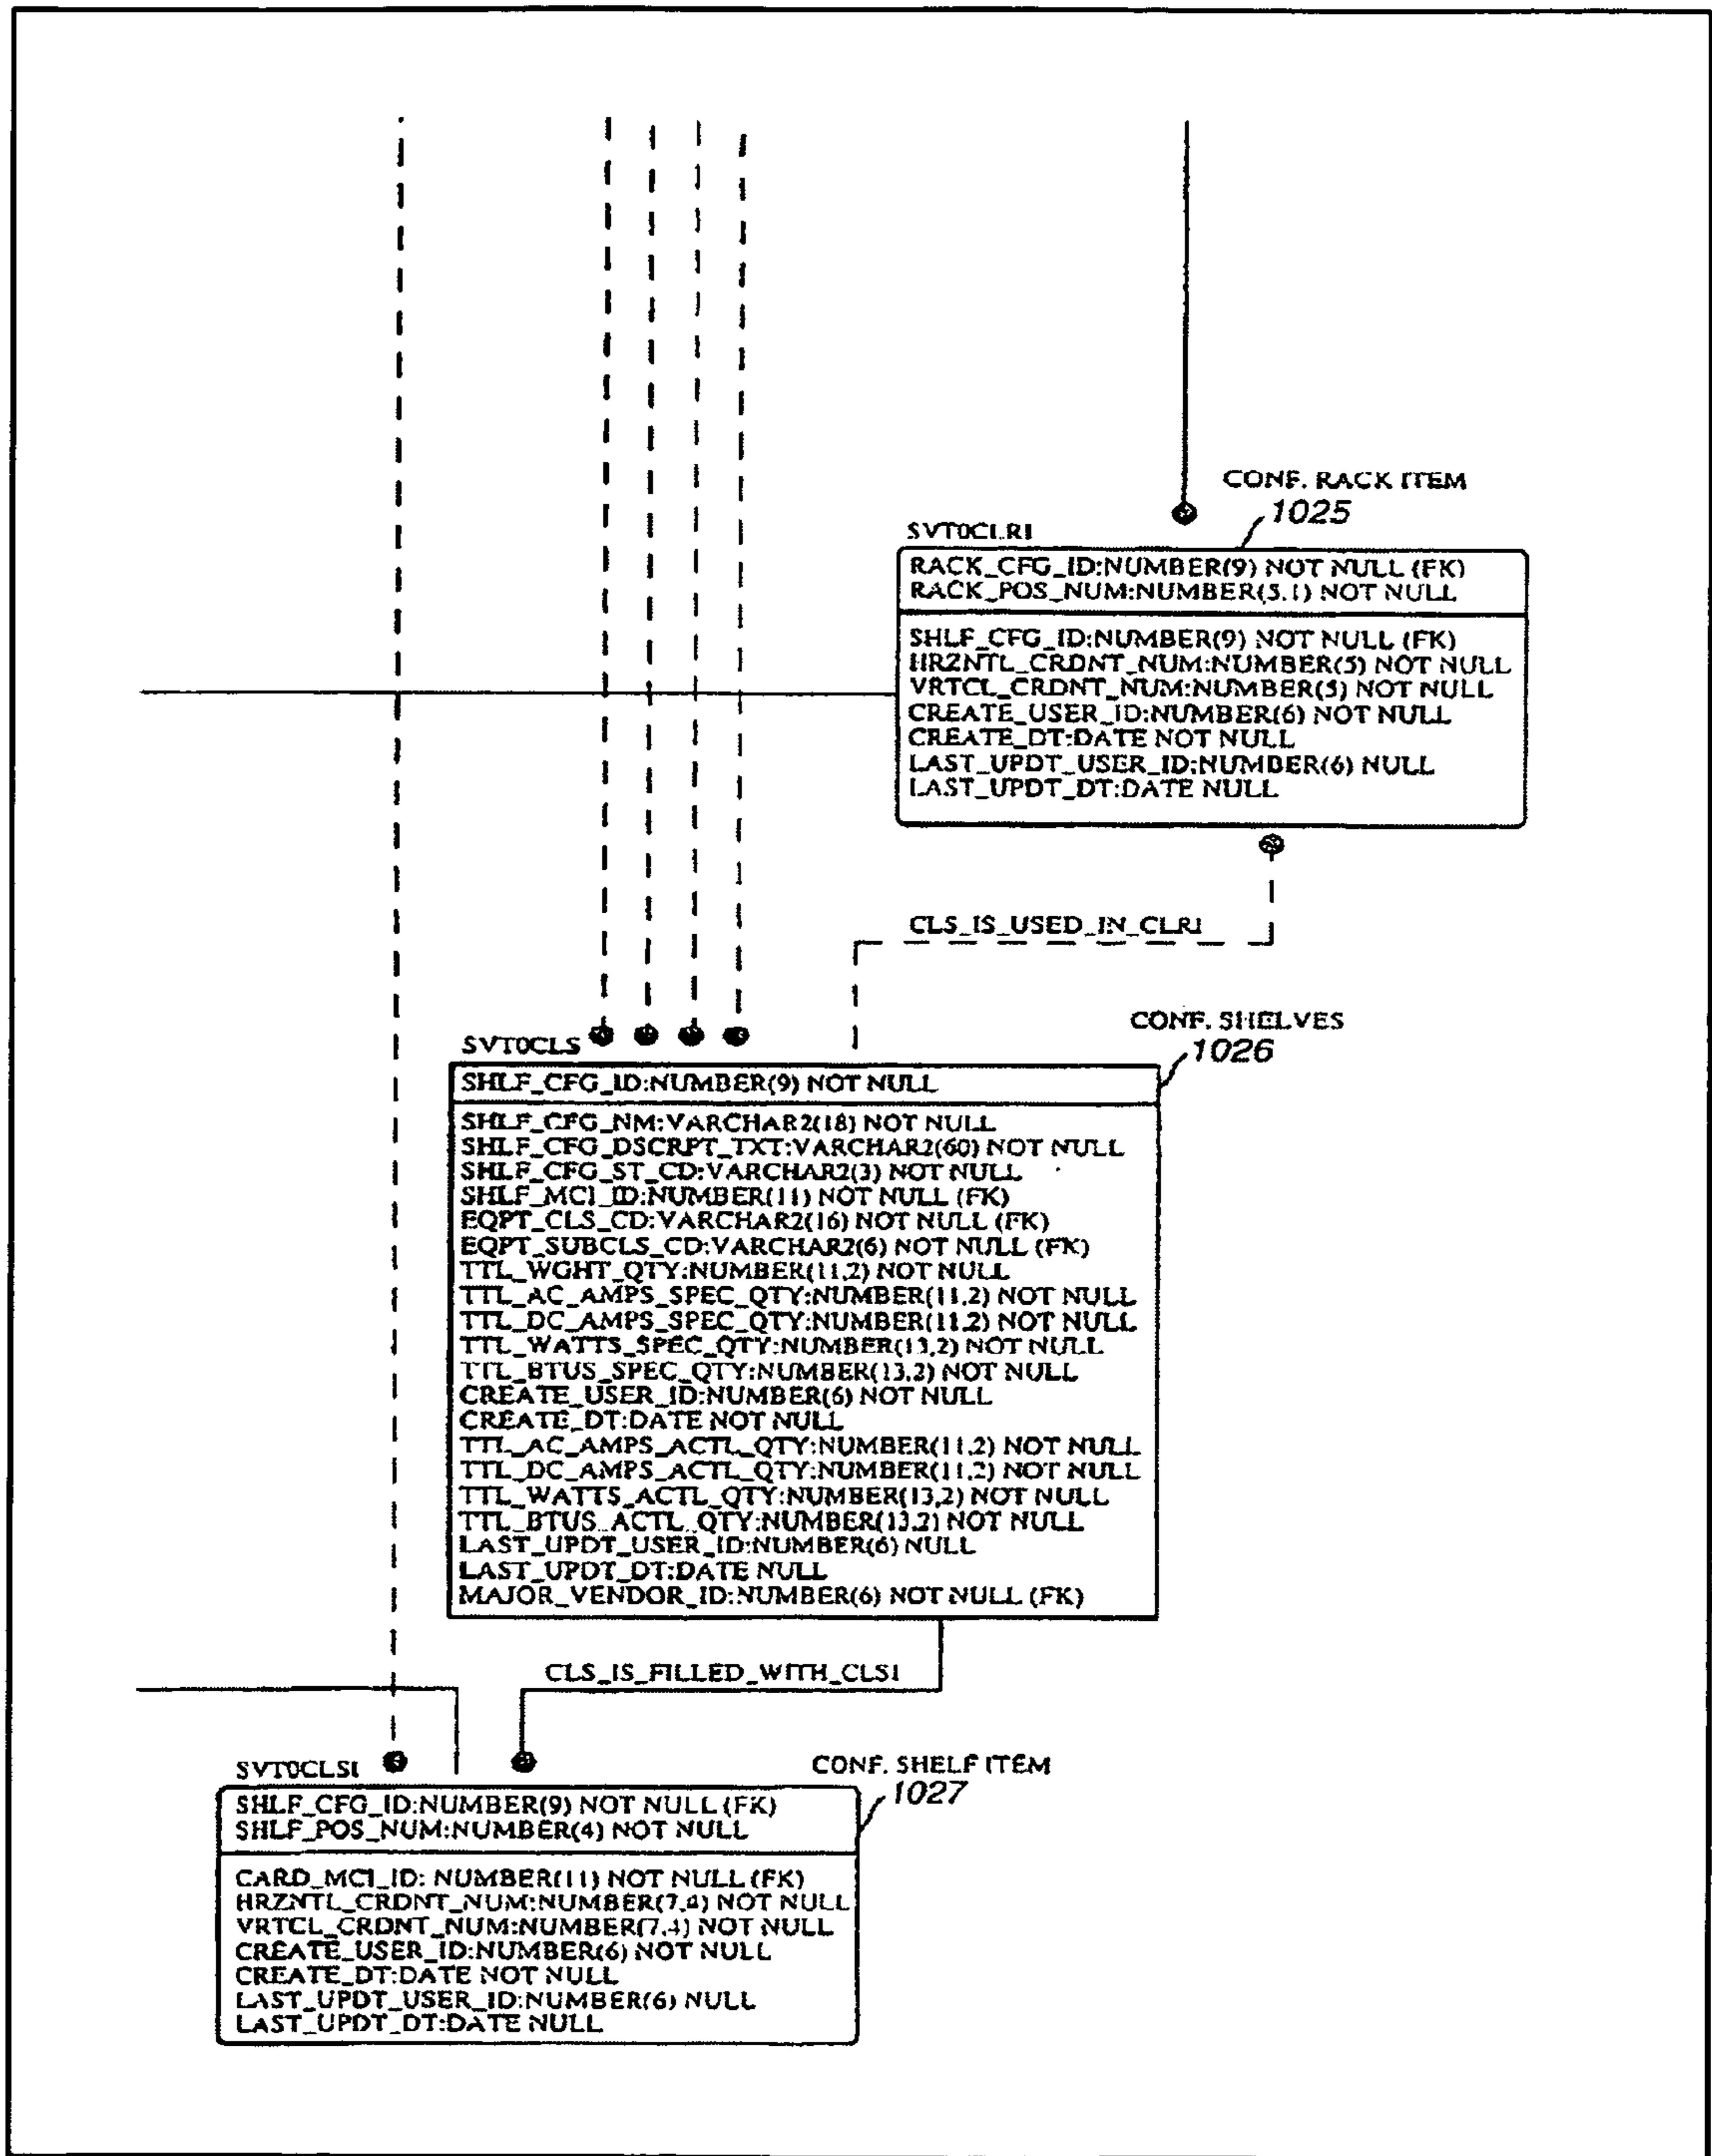 CONF. RACK ITEM
1025
SVT0CLRI
RACK_CFG_ID:NUMBER(9) NOT NULL (FK)
RACK_POS_NUM:NUMBER(5.1) NOT NULL
SHLF_CFG_ID:NUMBER(9) NOT NULL (FK)
HRZNTL_CRDNT_NUM:NUMBER(5) NOT NULL
VRTCL_CRDNT_NUM:NUMBER(5) NOT NULL
CREATE_USER_ID:NUMBER(6) NOT NULL
CREATE_DT:DATE NOT NULL
LAST_UPDT_USER_ID:NUMBER(6) NULL
LAST_UPDT_DT:DATE NULL
CLS_IS_USED_IN_CLRI
CONF. SHELVES
1026
SVT0CLS
SHLF_CFG_ID:NUMBER(9) NOT NULL
SHLF_CFG_NM:VARCHAR2(18) NOT NULL
SHLF_CFG_DSCRPT_TXT:VARCHAR2(60) NOT NULL
SHLF_CFG_ST_CD:VARCHAR2(3) NOT NULL
SHLF_MCI_ID:NUMBER(11) NOT NULL (FK)
EQPT_CLS_CD:VARCHAR2(16) NOT NULL (FK)
EQPT_SUBCLS_CD:VARCHAR2(6) NOT NULL (FK)
TTL_WGHT_QTY:NUMBER(11,2) NOT NULL
TTL_AC_AMPS_SPEC_QTY:NUMBER(11,2) NOT NULL
TTL_DC_AMPS_SPEC_QTY:NUMBER(11,2) NOT NULL
TTL_WATTS_SPEC_QTY:NUMBER(13,2) NOT NULL
TTL_BTUS_SPEC_QTY:NUMBER(13,2) NOT NULL
CREATE_USER_ID:NUMBER(6) NOT NULL
CREATE_DT:DATE NOT NULL
TTL_AC_AMPS_ACTL_QTY:NUMBER(11,2) NOT NULL
TTL_DC_AMPS_ACTL_QTY:NUMBER(11,2) NOT NULL
TTL_WATTS_ACTL_QTY:NUMBER(13,2) NOT NULL
TTL_BTUS_ACTL_QTY:NUMBER(13,2) NOT NULL
LAST_UPDT_USER_ID:NUMBER(6) NULL
LAST_UPDT_DT:DATE NULL
MAJOR_VENDOR_ID:NUMBER(6) NOT NULL (FK)
CLS_IS_FILLED_WITH_CLSI
CONF. SHELF ITEM
1027
SVT0CLSI
SHLF_CFG_ID:NUMBER(9) NOT NULL (FK)
SHLF_POS_NUM:NUMBER(4) NOT NULL
CARD_MCI_ID: NUMBER(11) NOT NULL (FK)
HRZNTL_CRDNT_NUM:NUMBER(7,4) NOT NULL
VRTCL_CRDNT_NUM:NUMBER(7,4) NOT NULL
CREATE_USER_ID:NUMBER(6) NOT NULL
CREATE_DT:DATE NOT NULL
LAST_UPDT_USER_ID:NUMBER(6) NULL
LAST_UPDT_DT:DATE NULL